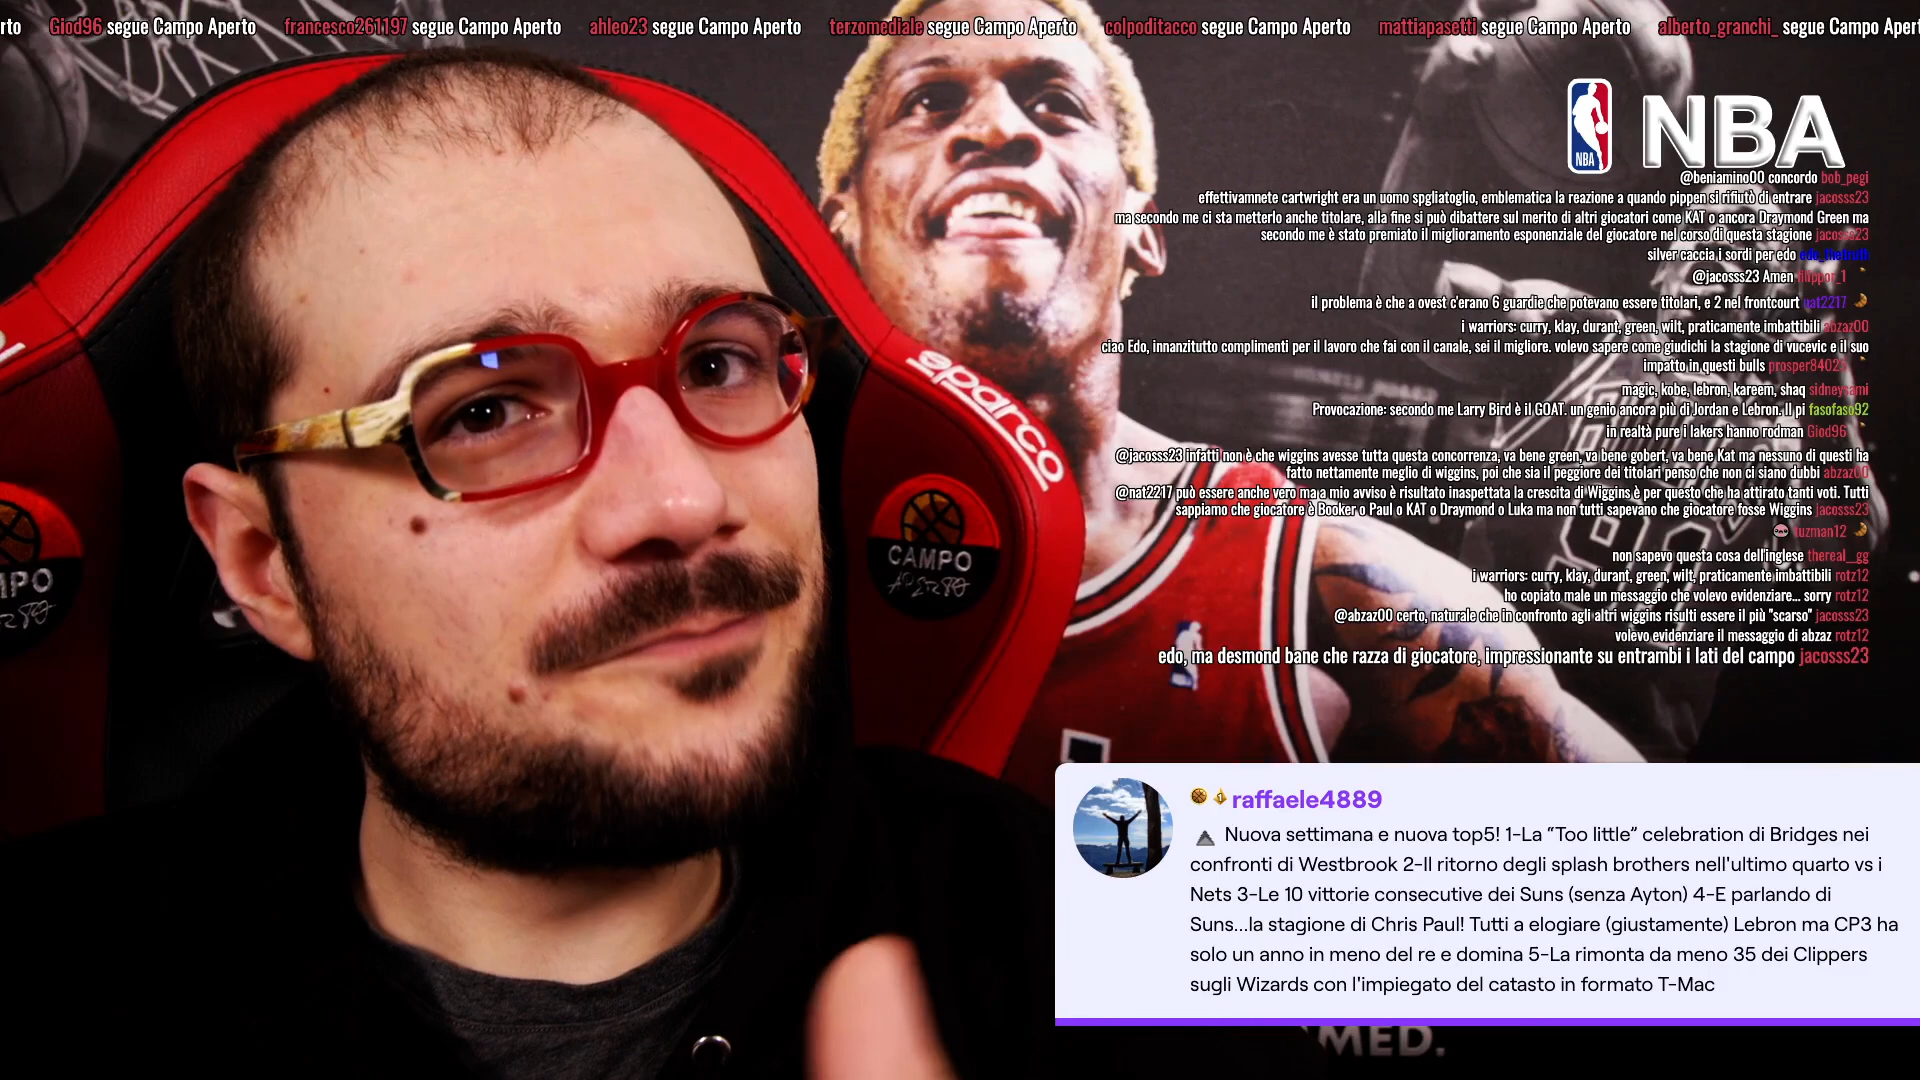 rto Giod96 segue Campo Aperto francesco261197 segue Campo Aperto ahleo23 segue Campo Aperto terzomediale segue Campo Aperto colpoditacco segue Campo Aperto mattiapasetti segue Campo Aperto alberto_granchi_ segue Campo Apert
NBA NBA
@beniamino00 concordo bob_pegi
effettivamnete cartwright era un uomo spgliatoglio, emblematica la reazione a quando pippen si rifiutò di entrare jacosss23
ma secondo me ci sta metterlo anche titolare, alla fine si può dibattere sul merito di altri giocatori come KAT o ancora Draymond Green ma
secondo me è stato premiato il miglioramento esponenziale del giocatore nel corso di questa stagione jacosss23
silver caccia i sordi per edo edo_thetruth
@jacosss23 Amen filippor_1
il problema è che a ovest c'erano 6 guardie che potevano essere titolari, e 2 nel frontcourt nat2217
i warriors: curry, klay, durant, green, wilt, praticamente imbattibili abzaz00
ciao Edo, innanzitutto complimenti per il lavoro che fai con il canale, sei il migliore. volevo sapere come giudichi la stagione di vucevic e il suo
impatto in questi bulls
magic, kobe, lebron, kareem, shaq sidneysami
Provocazione: secondo me Larry Bird è il GOAT. un genio ancora più di Jordan e Lebron. Il pi fasofaso92
in realtà pure i lakers hanno rodman Giod96
@jacosss23 infatti non è che wiggins avesse tutta questa concorrenza, va bene green, va bene gobert, va bene Kat ma nessuno di questi ha
fatto nettamente meglio di wiggins, poi che sia il peggiore dei titolari penso che non ci siano dubbi abzaz00
@nat2217 può essere anche vero ma a mio avviso è risultato inaspettata la crescita di Wiggins è per questo che ha attirato tanti voti. Tutti
sappiamo che giocatore è Booker o Paul o KAT o Draymond o Luka ma non tutti sapevano che giocatore fosse Wiggins jacosss23
kuzman12
non sapevo questa cosa dell'inglese thereal__gg
i warriors: curry, klay, durant, green, wilt, praticamente imbattibili rotz12
ho copiato male un messaggio che volevo evidenziare... sorry rotz12
@abzaz00 certo, naturale che in confronto agli altri wiggins risulti essere il più "scarso" jacosss23
volevo evidenziare il messaggio di abzaz rotz12
edo, ma desmond bane che razza di giocatore, impressionante su entrambi i lati del campo jacosss23
sparco
CAMPO
APERTO
MPO
raffaele4889
Nuova settimana e nuova top5! 1-La “Too little” celebration di Bridges nei
confronti di Westbrook 2-Il ritorno degli splash brothers nell'ultimo quarto vs i
Nets 3-Le 10 vittorie consecutive dei Suns (senza Ayton) 4-E parlando di
Suns...la stagione di Chris Paul! Tutti a elogiare (giustamente) Lebron ma CP3 ha
solo un anno in meno del re e domina 5-La rimonta da meno 35 dei Clippers
sugli Wizards con l'impiegato del catasto in formato T-Mac
MED.